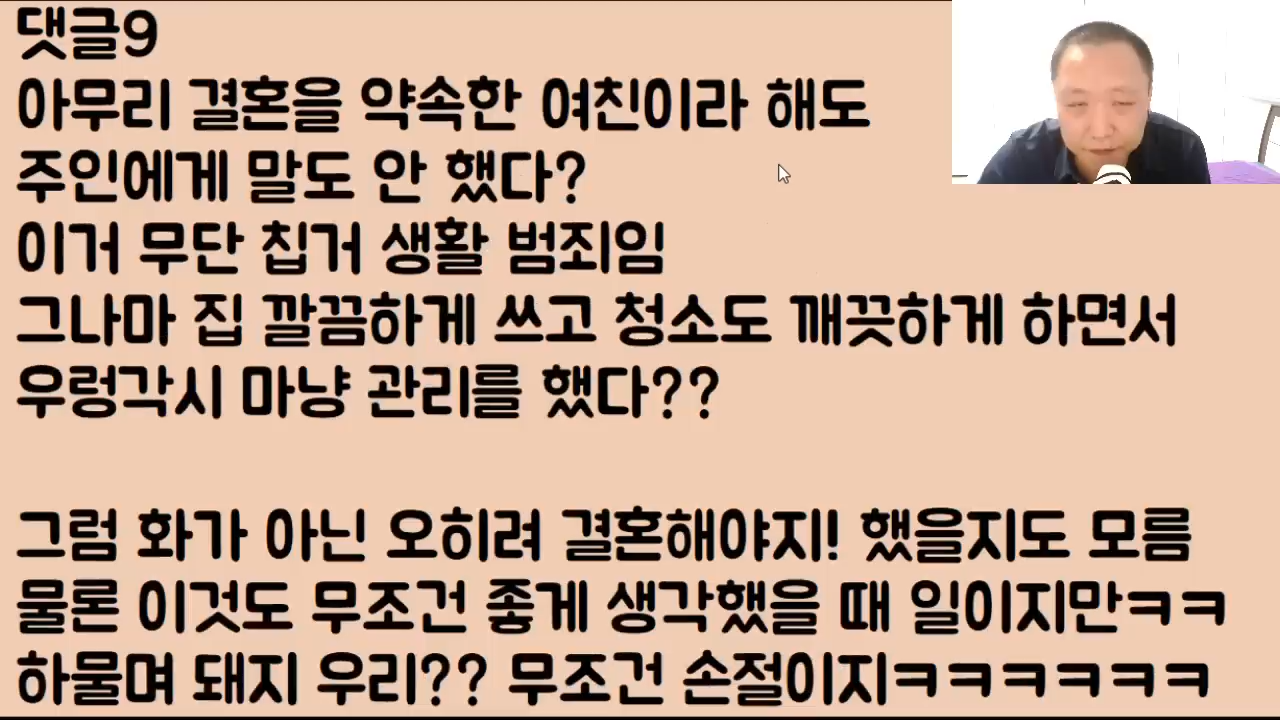 댓글9
아무리 결혼을 약속한 여친이라 해도
주인에게 말도 안 했다?
이거 무단 칩거 생활 범죄임
그나마 집 깔끔하게 쓰고 청소도 깨끗하게 하면서
우렁각시 마냥 관리를 했다??
그럼 화가 아닌 오히려 결혼해야지! 했을지도 모름
물론 이것도 무조건 좋게 생각했을 때 일이지만ㅋㅋ
하물며 돼지 우리?? 무조건 손절이지ㅋㅋㅋㅋㅋㅋ